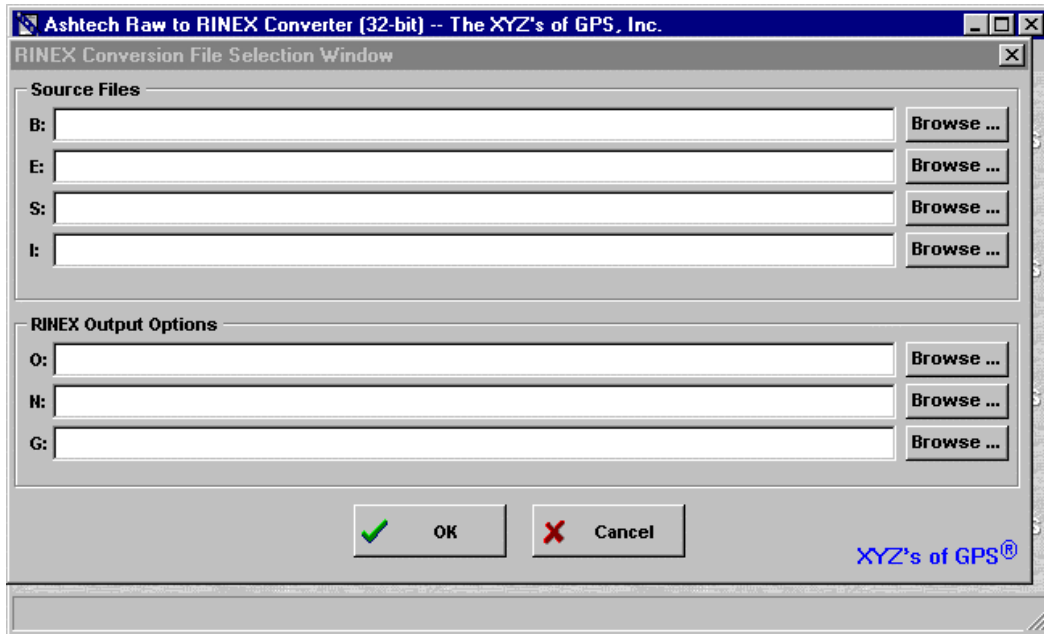 Ashtech Raw to RINEX Converter (32-bit) -- The XYZ's of GPS, Inc.
RINEX Conversion File Selection Window
Source Files
B: Browse ...
E: Browse ...
S: Browse ...
I: Browse ...
RINEX Output Options
O: Browse ...
N: Browse ...
G: Browse ...
OK Cancel
XYZ's of GPS®